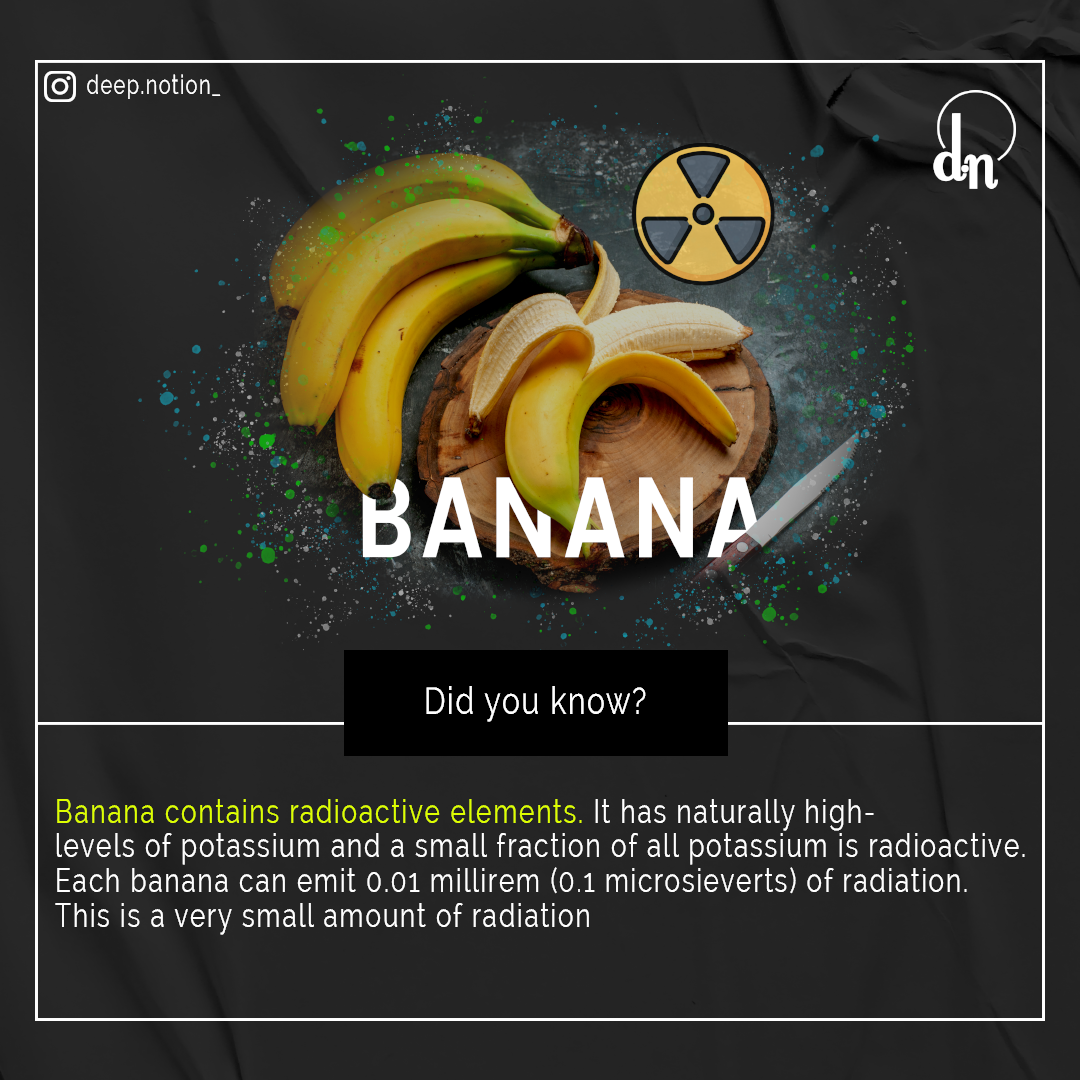 deep.notion_
d.n
BANANA
Did you know?
Banana contains radioactive elements. It has naturally high-
levels of potassium and a small fraction of all potassium is radioactive.
Each banana can emit 0.01 millirem (0.1 microsieverts) of radiation.
This is a very small amount of radiation